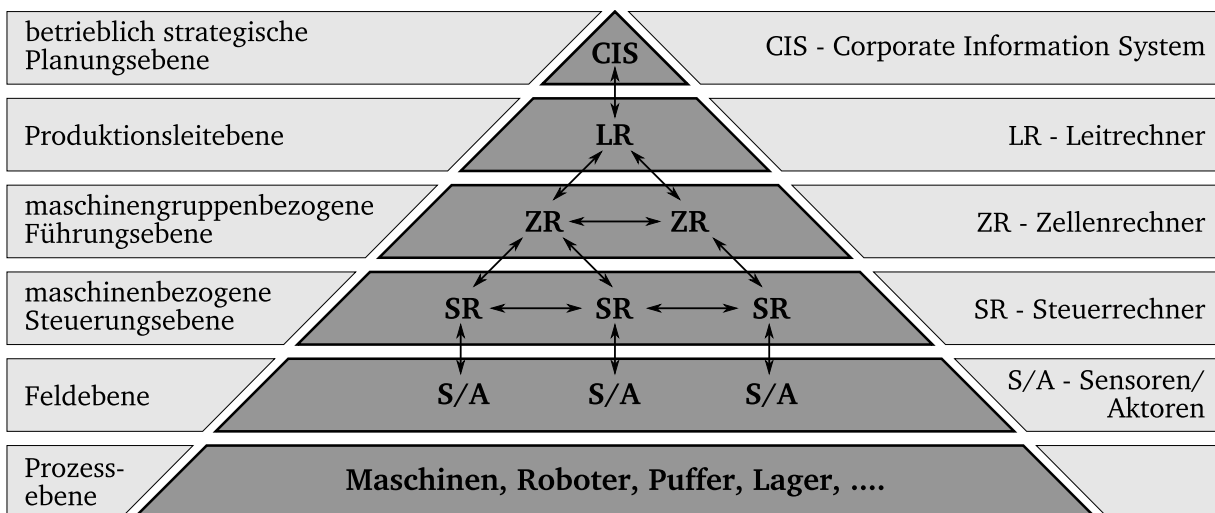 betrieblich strategische
Planungsebene
CIS
CIS - Corporate Information System
Produktionsleitebene
LR
LR - Leitrechner
maschinengruppenbezogene
Führungsebene
ZR ZR
ZR - Zellenrechner
maschinenbezogene
Steuerungsebene
SR SR SR
SR - Steuerrechner
Feldebene
S/A S/A S/A
S/A - Sensoren/
Aktoren
Prozess-
ebene
Maschinen, Roboter, Puffer, Lager, ....